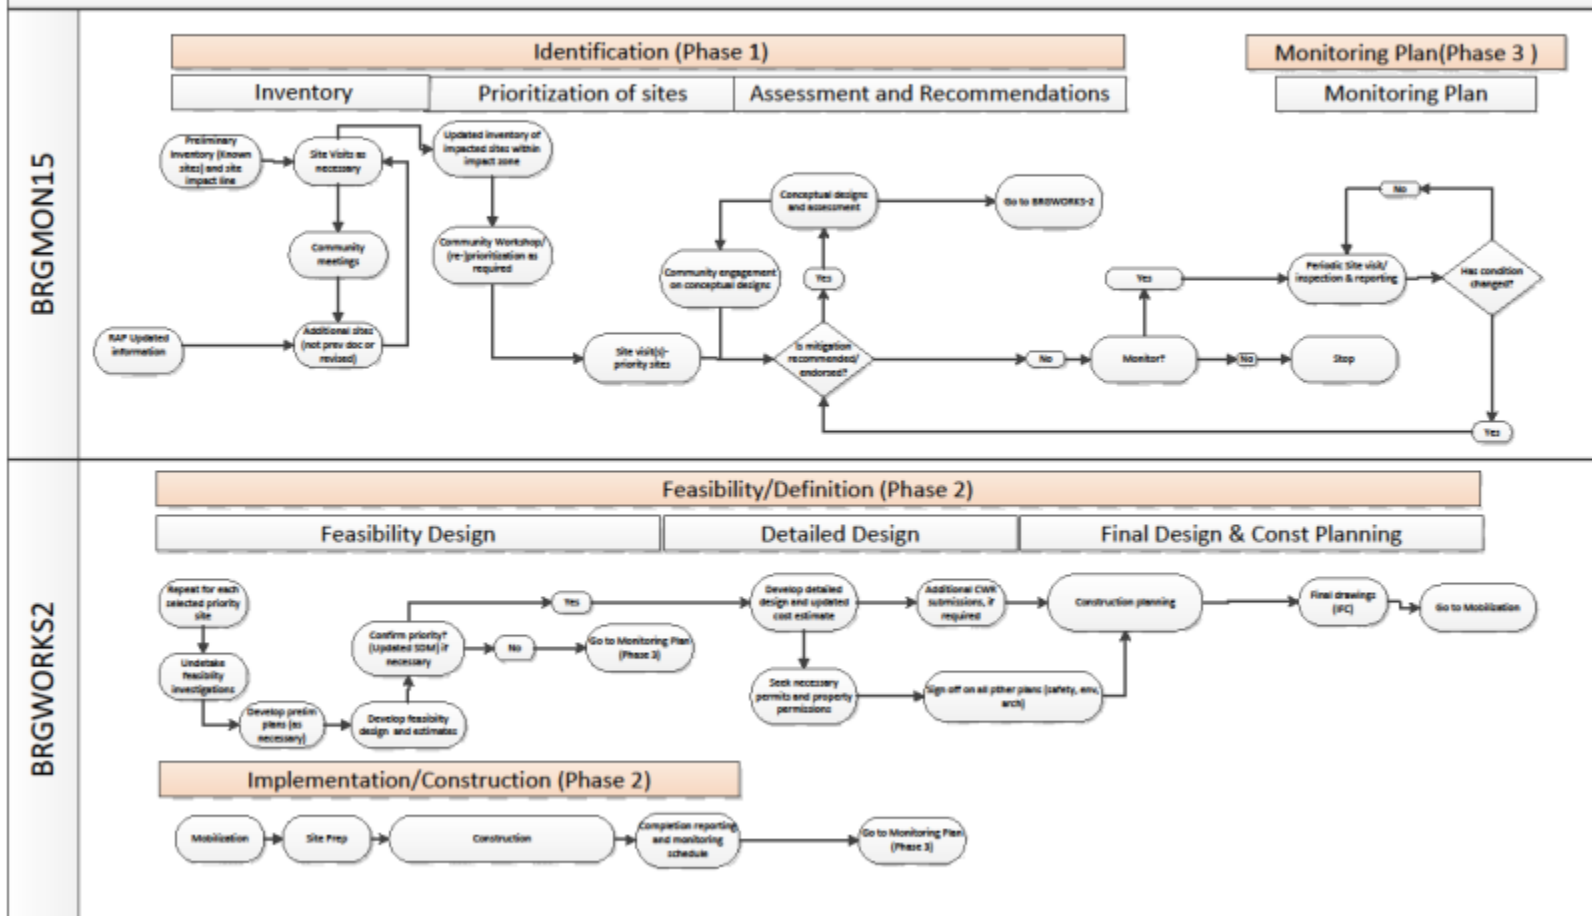 BRGMON15
Identification (Phase 1)
Monitoring Plan(Phase 3 )
Inventory
Prioritization of sites
Assessment and Recommendations
Monitoring Plan
Preliminary
Inventory (Known
sites) and site
impact line
Site Visits as
necessary
Updated inventory of
impacted sites within
impact zone
Community
meetings
Community Workshop/
(re-)prioritization as
required
RAP Updated
information
Additional sites
(not prev doc or
revised)
Site visit(s)-
priority sites
Conceptual designs
and assessment
Go to BRGWORKS-2
Community engagement
on conceptual designs
Yes
Is mitigation
recommended/
endorsed?
No
Monitor?
Yes
No
Stop
Periodic Site visit/
inspection & reporting
Has condition
changed?
No
Yes
BRGWORKS2
Feasibility/Definition (Phase 2)
Feasibility Design
Detailed Design
Final Design & Const Planning
Repeat for each
selected priority
site
Undetake
feasibility
investigations
Develop prelim
plans (as
necessary)
Develop feasibility
design and estimates
Confirm priority?
(Updated SDM) if
necessary
Yes
No
Go to Monitoring Plan
(Phase 3)
Develop detailed
design and updated
cost estimate
Additional CWR
submissions, if
required
Construction planning
Final drawings
(IFC)
Go to Mobilization
Seek necessary
permits and property
permissions
Sign off on all pther plans (safety, env,
arch)
Implementation/Construction (Phase 2)
Mobilization
Site Prep
Construction
Completion reporting
and monitoring
schedule
Go to Monitoring Plan
(Phase 3)